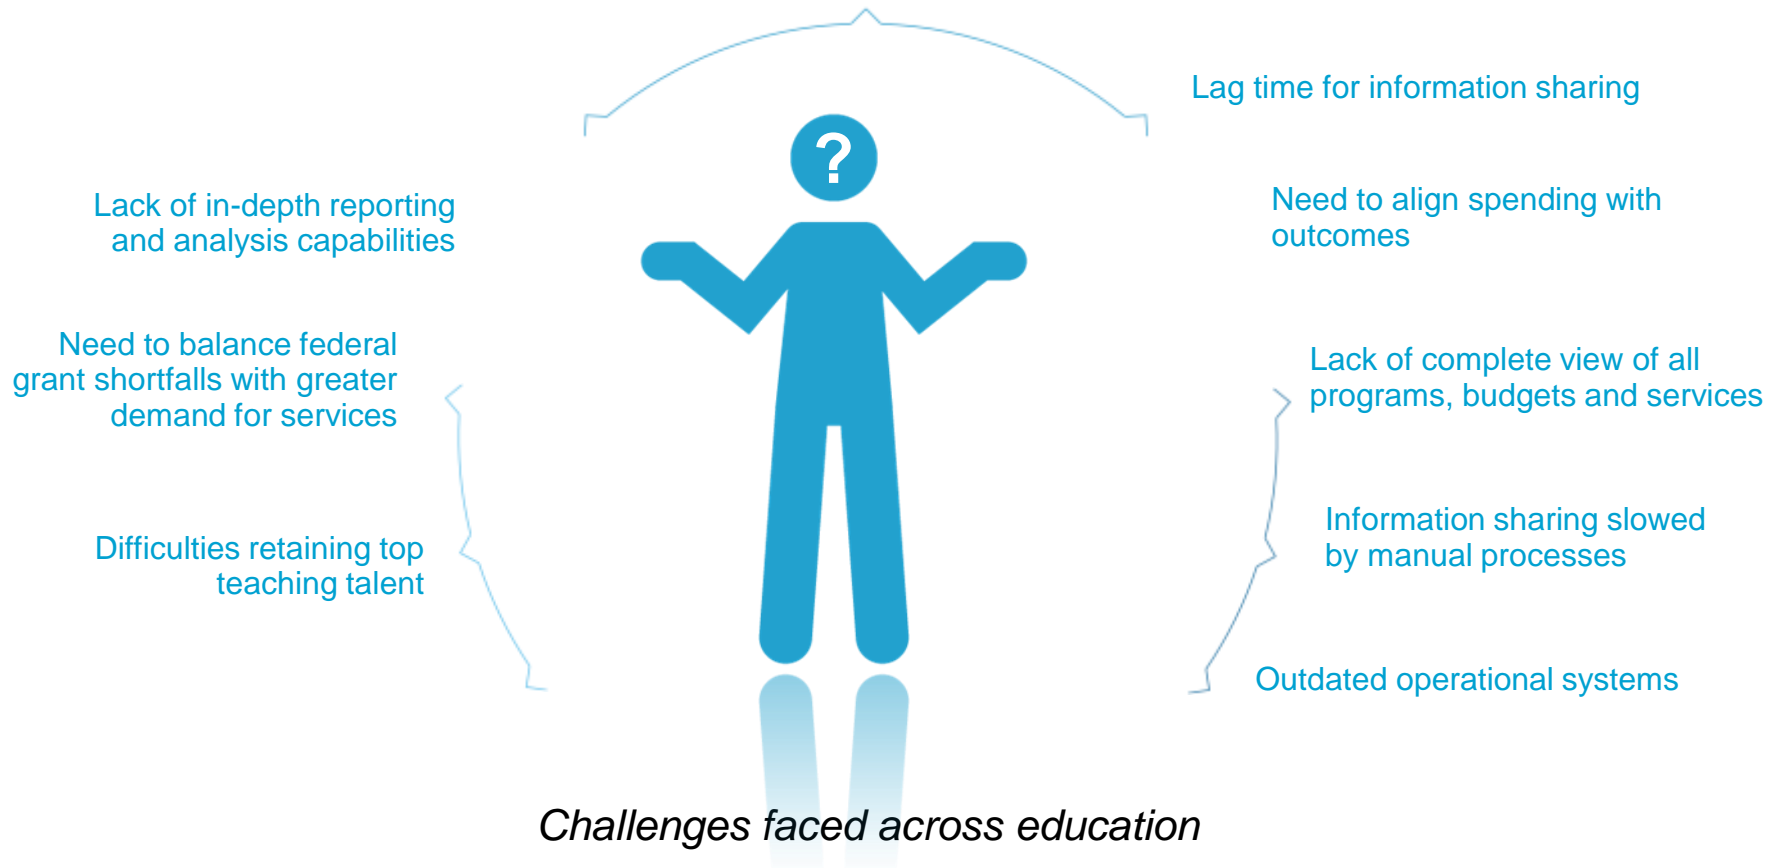 Lag time for information sharing
?
Lack of in-depth reporting
and analysis capabilities
Need to align spending with
outcomes
Need to balance federal
grant shortfalls with greater
demand for services
Lack of complete view of all
programs, budgets and services
Difficulties retaining top
teaching talent
Information sharing slowed
by manual processes
Outdated operational systems
Challenges faced across education